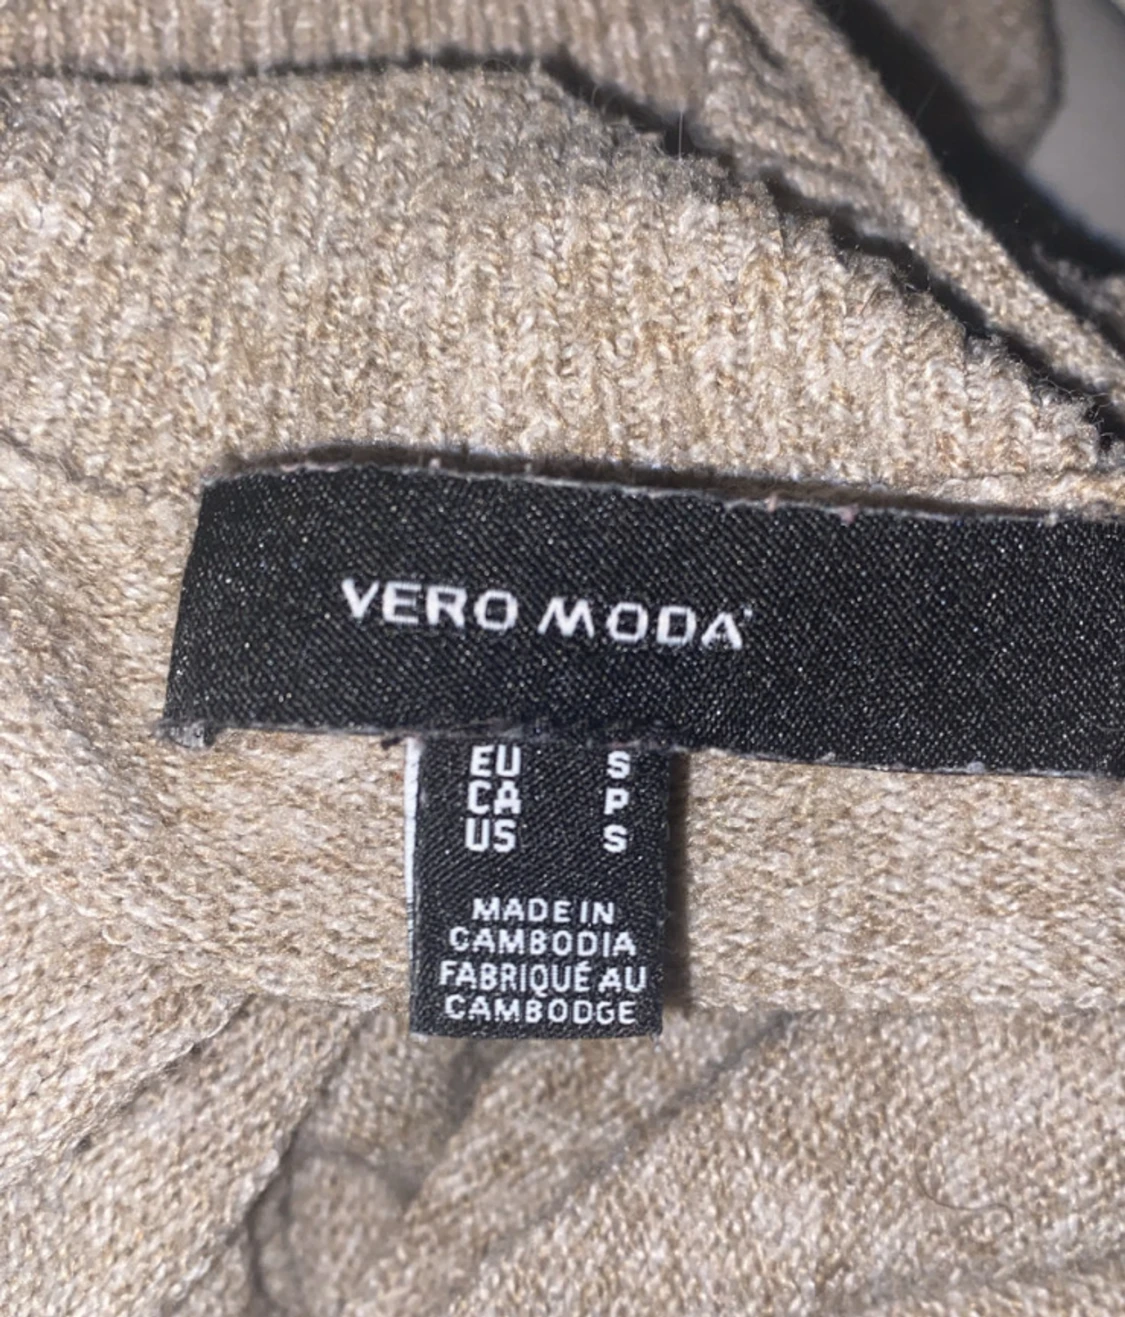 VERO MODA
EU S
CA P
US S
MADE IN
CAMBODIA
FABRIQUÉ AU
CAMBODGE